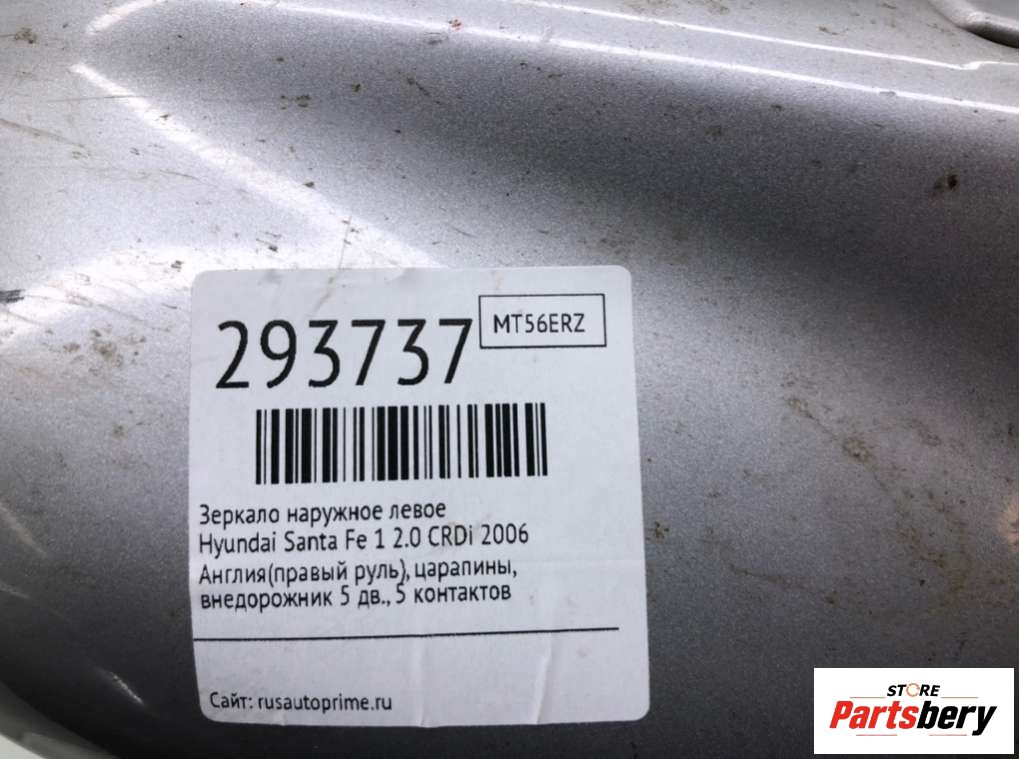 293737
MT56ERZ
Зеркало наружное левое
Hyundai Santa Fe 1 2.0 CRDi 2006
Англия(правый руль), царапины,
внедорожник 5 дв., 5 контактов
Сайт: rusautoprime.ru
STORE
Partsbery